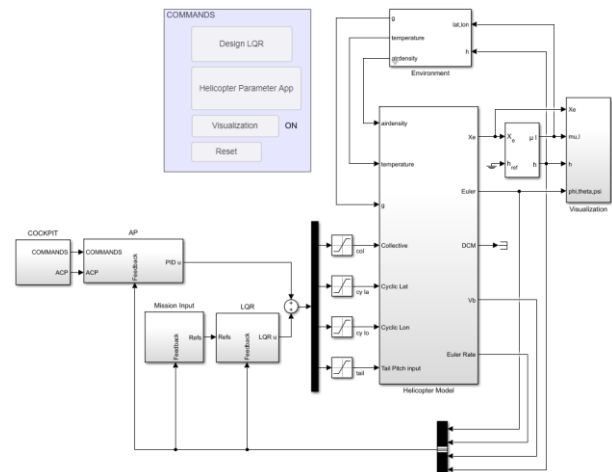 COMMANDS
Design LQR
Helicopter Parameter App
Visualization ON
Reset
g
temperature
airdensity
lat,lon
h
Environment
airdensity
temperature
g
Collective
Cyclic Lat
Cyclic Lon
Tail Pitch input
Xe
Euler
DCM
Vb
Euler Rate
Helicopter Model
Xe
href
μ l
h
Xe
mu,l
h
phi,theta,psi
Visualization
COCKPIT
COMMANDS
ACP
AP
COMMANDS
ACP
Feedback
PID u
Mission Input
Feedback
Refs
LQR
Refs
Feedback
LQR u
+
+
col
cy la
cy lo
tail